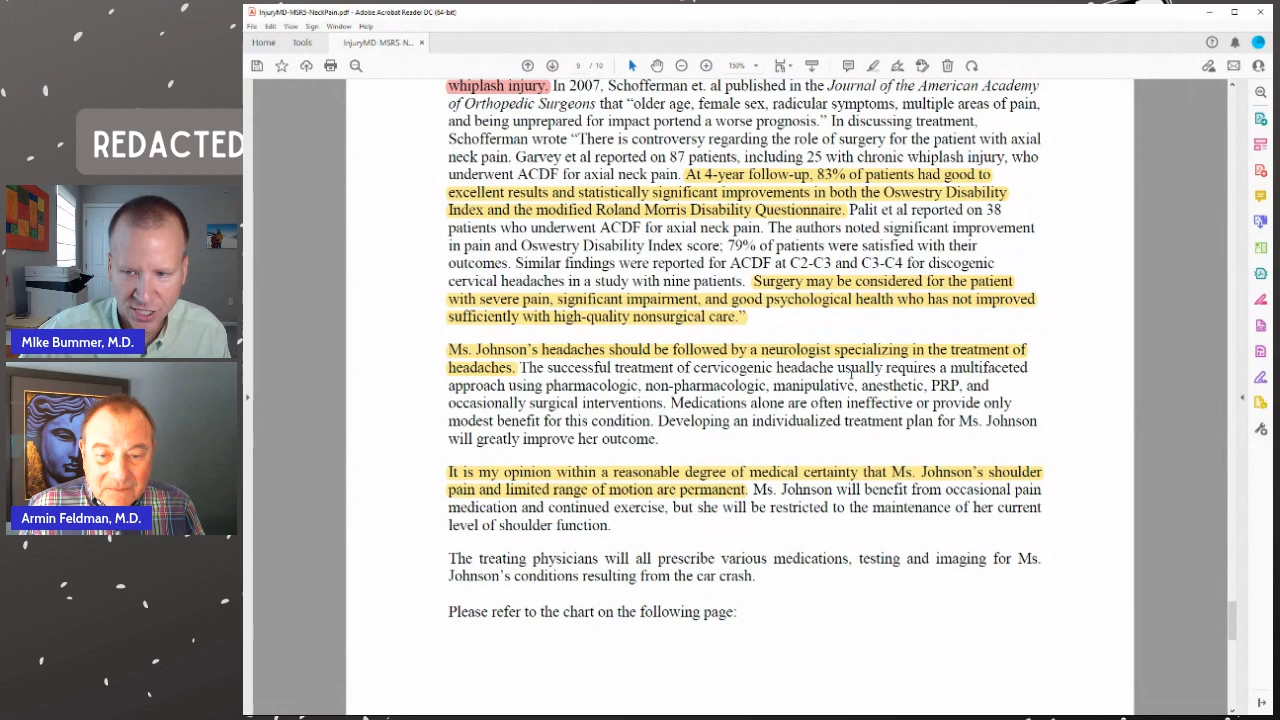 InjuryMD-MSR5-NeckPain.pdf - Adobe Acrobat Reader DC (64-bit)
File Edit View Sign Window Help
Home Tools InjuryMD-MSR5-N... ×
9 / 10 150%
REDACTED
MIke Bummer, M.D.
Armin Feldman, M.D.
whiplash injury. In 2007, Schofferman et. al published in the Journal of the American Academy
of Orthopedic Surgeons that “older age, female sex, radicular symptoms, multiple areas of pain,
and being unprepared for impact portend a worse prognosis.” In discussing treatment,
Schofferman wrote “There is controversy regarding the role of surgery for the patient with axial
neck pain. Garvey et al reported on 87 patients, including 25 with chronic whiplash injury, who
underwent ACDF for axial neck pain. At 4-year follow-up, 83% of patients had good to
excellent results and statistically significant improvements in both the Oswestry Disability
Index and the modified Roland Morris Disability Questionnaire. Palit et al reported on 38
patients who underwent ACDF for axial neck pain. The authors noted significant improvement
in pain and Oswestry Disability Index score; 79% of patients were satisfied with their
outcomes. Similar findings were reported for ACDF at C2-C3 and C3-C4 for discogenic
cervical headaches in a study with nine patients. Surgery may be considered for the patient
with severe pain, significant impairment, and good psychological health who has not improved
sufficiently with high-quality nonsurgical care.”
Ms. Johnson’s headaches should be followed by a neurologist specializing in the treatment of
headaches. The successful treatment of cervicogenic headache usually requires a multifaceted
approach using pharmacologic, non-pharmacologic, manipulative, anesthetic, PRP, and
occasionally surgical interventions. Medications alone are often ineffective or provide only
modest benefit for this condition. Developing an individualized treatment plan for Ms. Johnson
will greatly improve her outcome.
It is my opinion within a reasonable degree of medical certainty that Ms. Johnson’s shoulder
pain and limited range of motion are permanent. Ms. Johnson will benefit from occasional pain
medication and continued exercise, but she will be restricted to the maintenance of her current
level of shoulder function.
The treating physicians will all prescribe various medications, testing and imaging for Ms.
Johnson’s conditions resulting from the car crash.
Please refer to the chart on the following page: